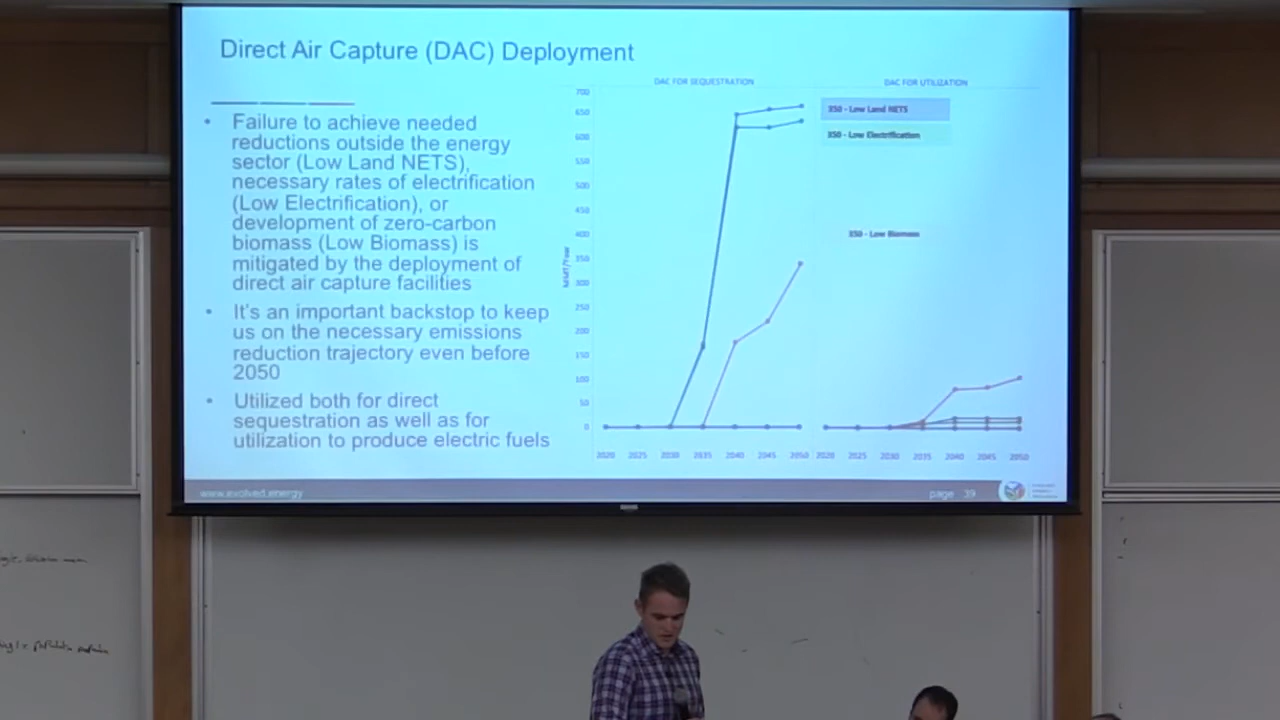 Direct Air Capture (DAC) Deployment
• Failure to achieve needed
reductions outside the energy
sector (Low Land NETS),
necessary rates of electrification
(Low Electrification), or
development of zero-carbon
biomass (Low Biomass) is
mitigated by the deployment of
direct air capture facilities
• It's an important backstop to keep
us on the necessary emissions
reduction trajectory even before
2050
• Utilized both for direct
sequestration as well as for
utilization to produce electric fuels
DAC FOR SEQUESTRATION
DAC FOR UTILIZATION
700
650
600
550
500
450
400
350
300
250
200
150
100
50
0
MMT/Year
350 - Low Land NETS
350 - Low Electrification
350 - Low Biomass
2020 2025 2030 2035 2040 2045 2050
2020 2025 2030 2035 2040 2045 2050
www.evolved.energy
page 39